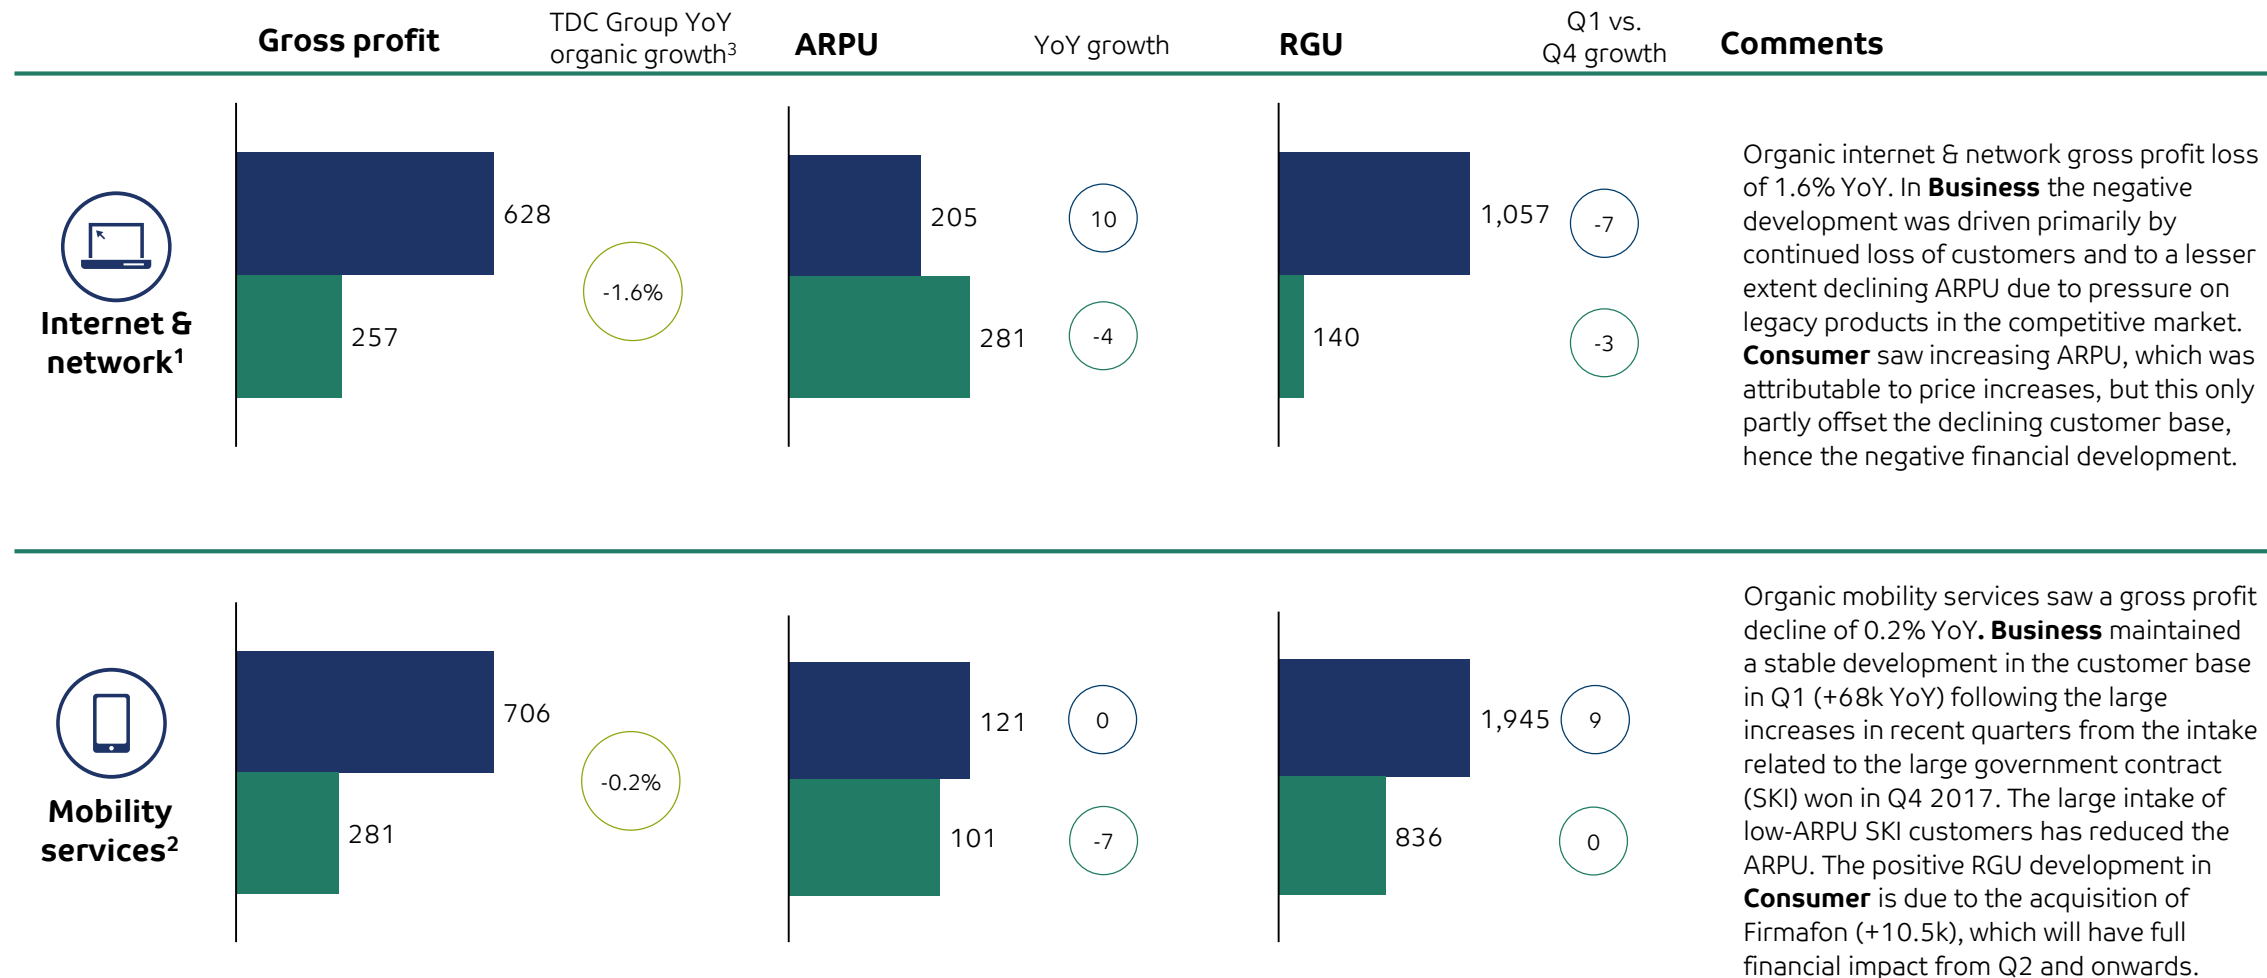 Gross profit
TDC Group YoY
organic growth³
ARPU
YoY growth
RGU
Q1 vs.
Q4 growth
Comments
Internet &
network¹
628
257
-1.6%
205
281
10
-4
1,057
140
-7
-3
Organic internet & network gross profit loss
of 1.6% YoY. In Business the negative
development was driven primarily by
continued loss of customers and to a lesser
extent declining ARPU due to pressure on
legacy products in the competitive market.
Consumer saw increasing ARPU, which was
attributable to price increases, but this only
partly offset the declining customer base,
hence the negative financial development.
Mobility
services²
706
281
-0.2%
121
101
0
-7
1,945
836
9
0
Organic mobility services saw a gross profit
decline of 0.2% YoY. Business maintained
a stable development in the customer base
in Q1 (+68k YoY) following the large
increases in recent quarters from the intake
related to the large government contract
(SKI) won in Q4 2017. The large intake of
low-ARPU SKI customers has reduced the
ARPU. The positive RGU development in
Consumer is due to the acquisition of
Firmafon (+10.5k), which will have full
financial impact from Q2 and onwards.